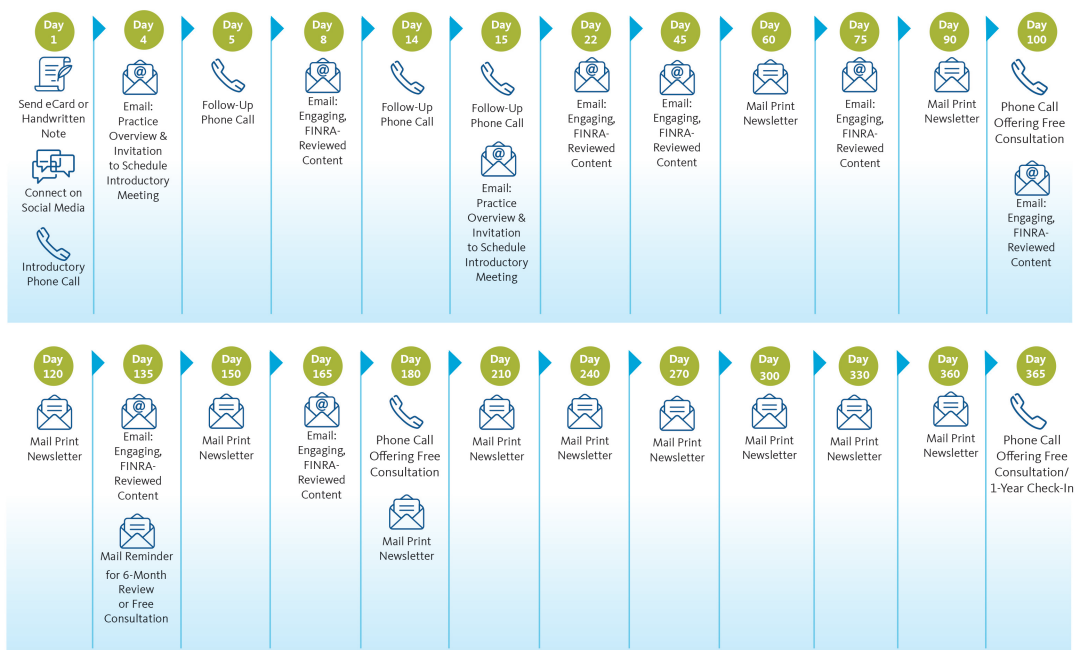 Day
1
Send eCard or
Handwritten
Note
Connect on
Social Media
Introductory
Phone Call
Day
4
@
Email:
Practice
Overview &
Invitation
to Schedule
Introductory
Meeting
Day
5
Follow-Up
Phone Call
Day
8
@
Email:
Engaging,
FINRA-
Reviewed
Content
Day
14
Follow-Up
Phone Call
Day
15
Follow-Up
Phone Call
@
Email:
Practice
Overview &
Invitation
to Schedule
Introductory
Meeting
Day
22
@
Email:
Engaging,
FINRA-
Reviewed
Content
Day
45
@
Email:
Engaging,
FINRA-
Reviewed
Content
Day
60
Mail Print
Newsletter
Day
75
@
Email:
Engaging,
FINRA-
Reviewed
Content
Day
90
Mail Print
Newsletter
Day
100
Phone Call
Offering Free
Consultation
@
Email:
Engaging,
FINRA-
Reviewed
Content
Day
120
Mail Print
Newsletter
Day
135
@
Email:
Engaging,
FINRA-
Reviewed
Content
Mail Reminder
for 6-Month
Review
or Free
Consultation
Day
150
Mail Print
Newsletter
Day
165
@
Email:
Engaging,
FINRA-
Reviewed
Content
Day
180
Phone Call
Offering Free
Consultation
Mail Print
Newsletter
Day
210
Mail Print
Newsletter
Day
240
Mail Print
Newsletter
Day
270
Mail Print
Newsletter
Day
300
Mail Print
Newsletter
Day
330
Mail Print
Newsletter
Day
360
Mail Print
Newsletter
Day
365
Phone Call
Offering Free
Consultation/
1-Year Check-In